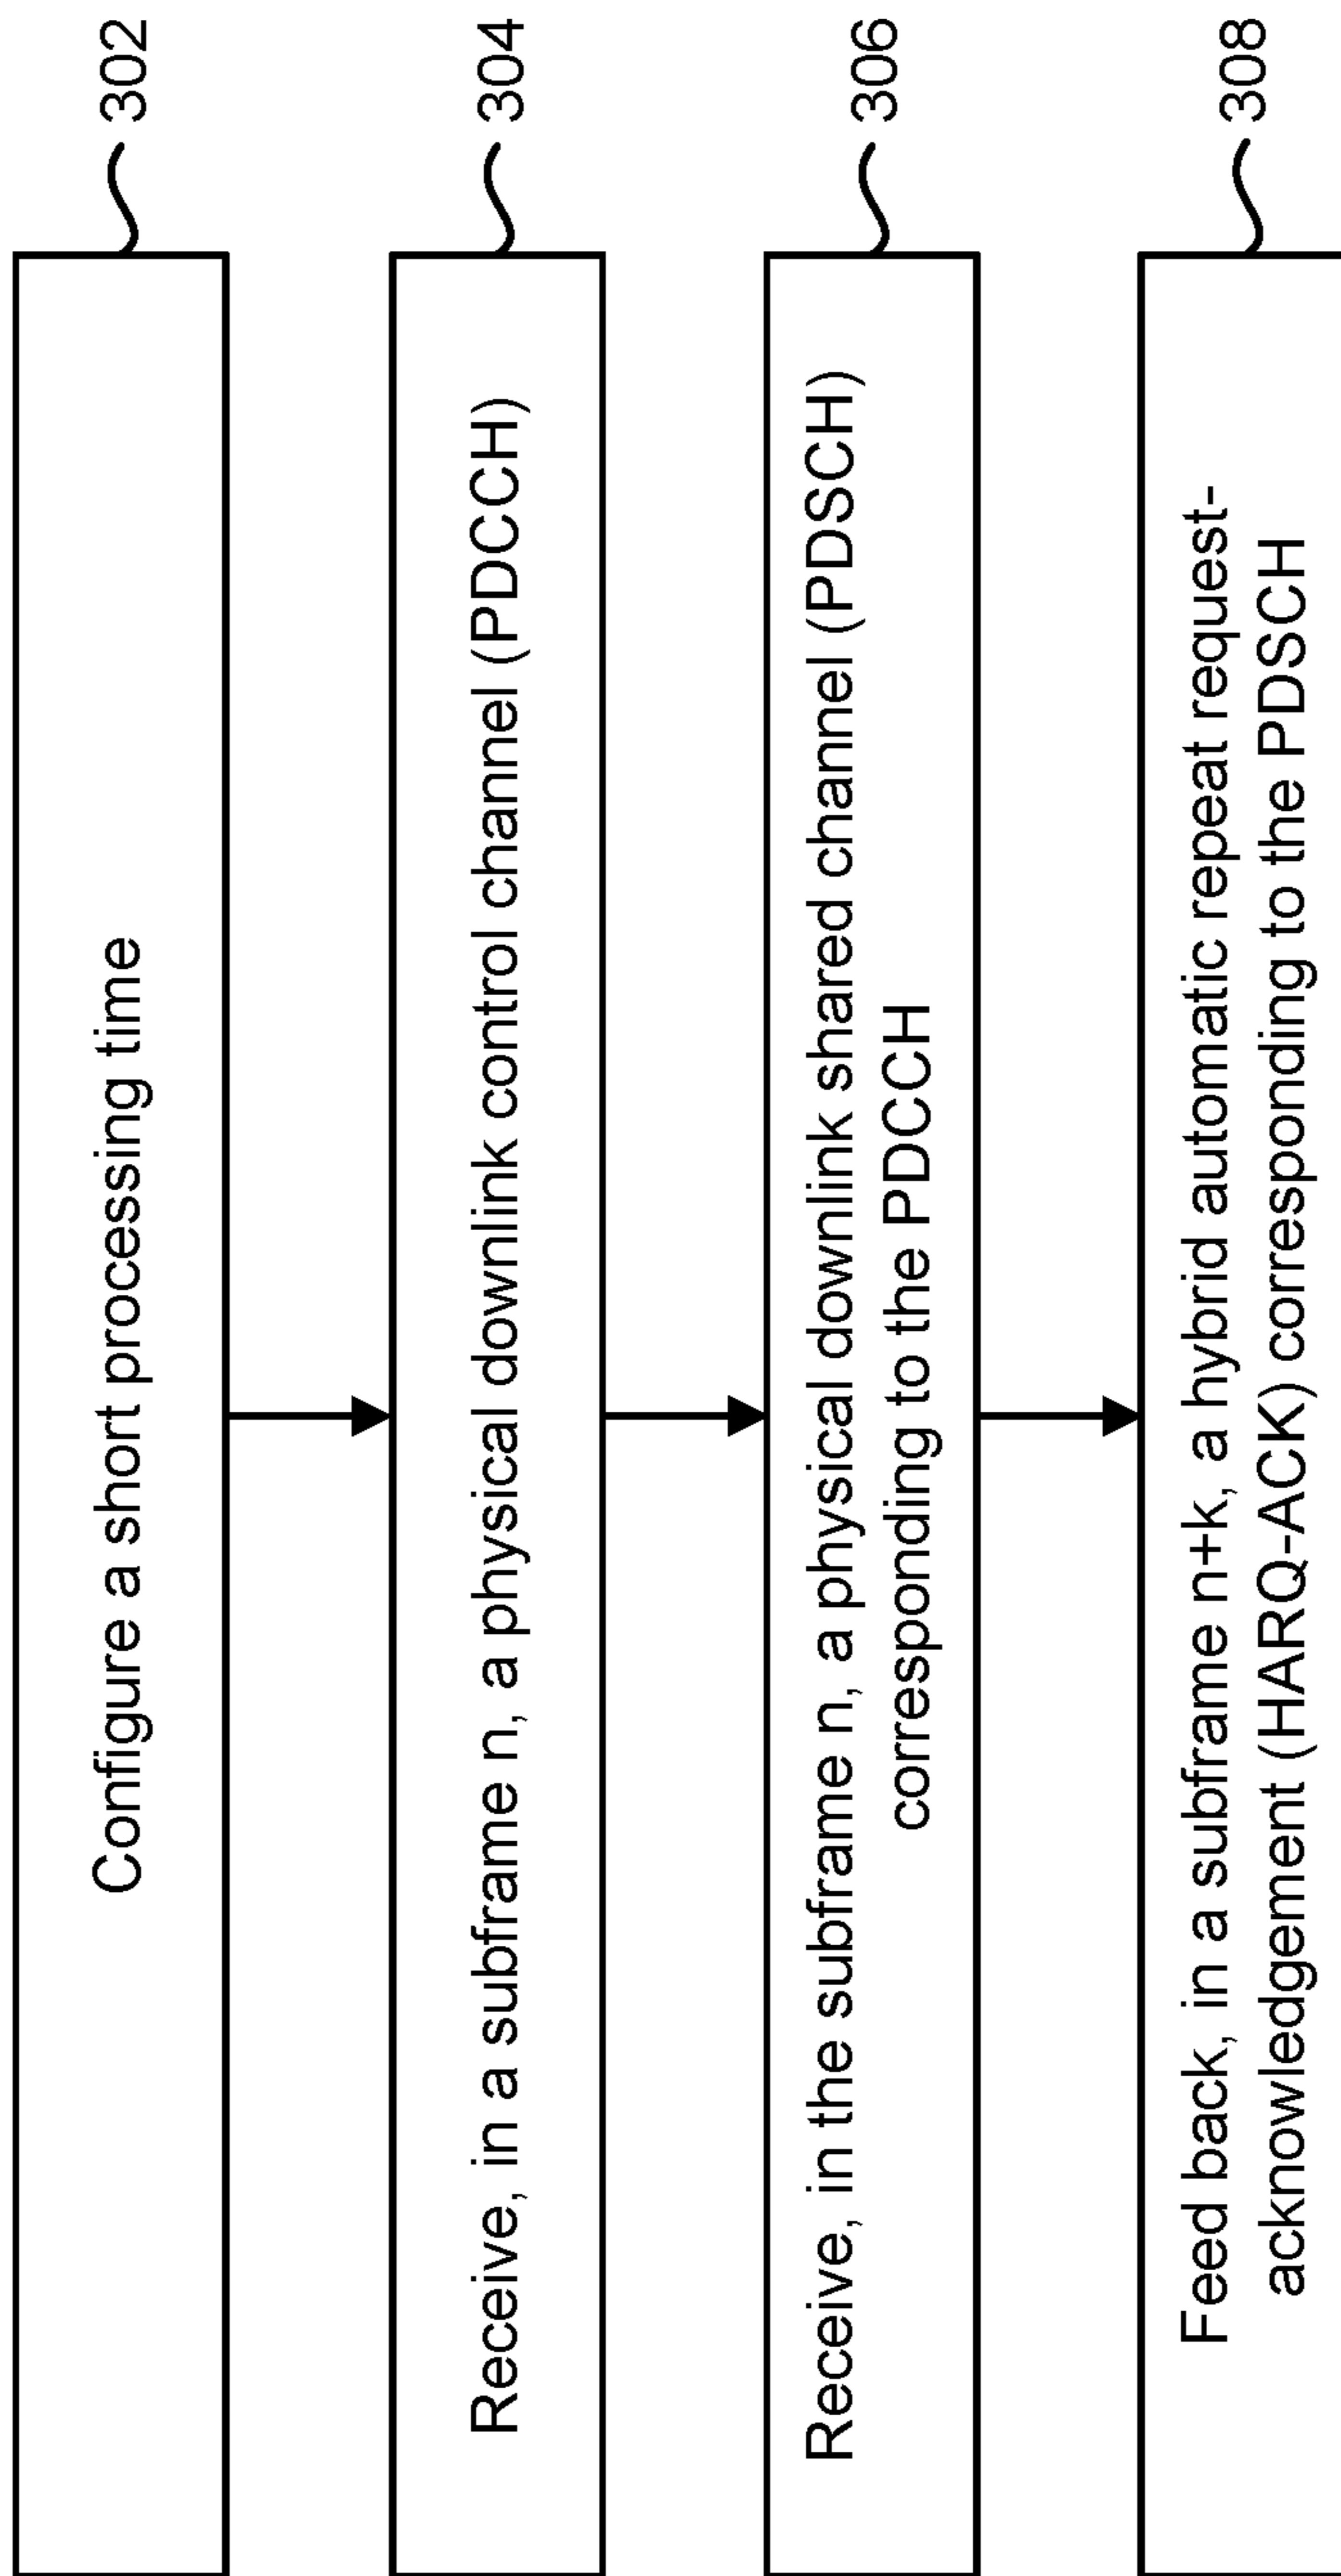 Configure a short processing time
302
Receive, in a subframe n, a physical downlink control channel (PDCCH)
304
Receive, in the subframe n, a physical downlink shared channel (PDSCH)
corresponding to the PDCCH
306
Feed back, in a subframe n+k, a hybrid automatic repeat request-
acknowledgement (HARQ-ACK) corresponding to the PDSCH
308